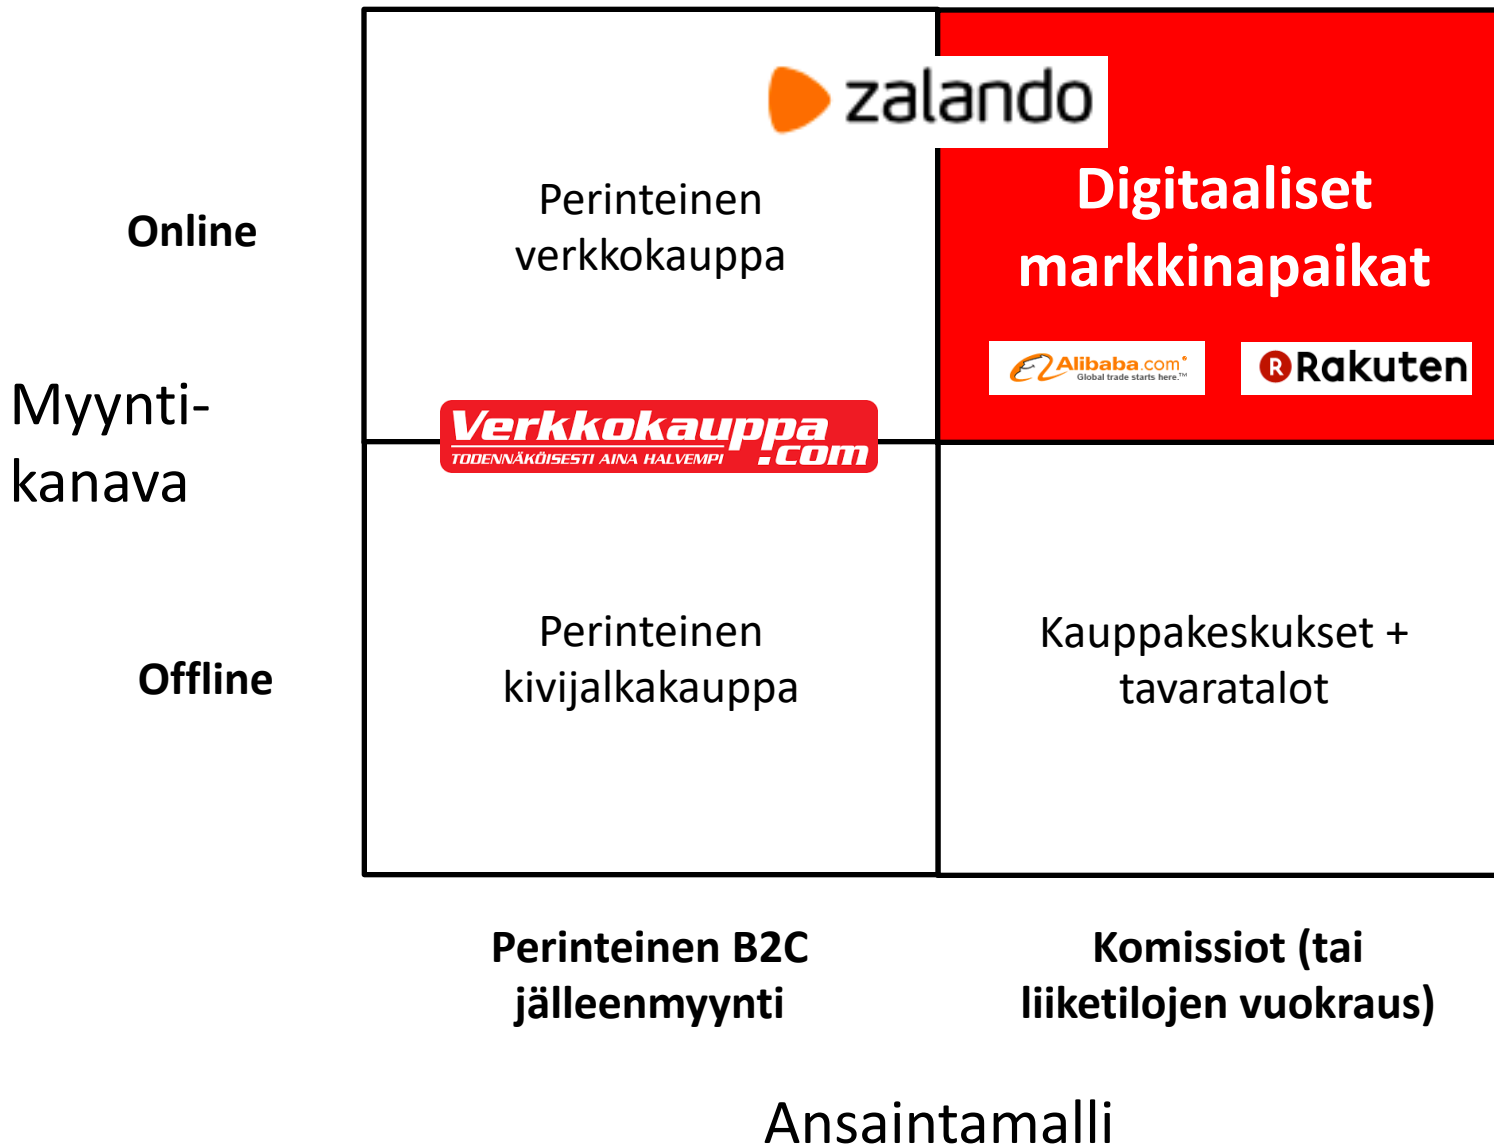 zalando
Perinteinen
verkkokauppa
Digitaaliset
markkinapaikat
Online
Alibaba.com®
Global trade starts here.™
R Rakuten
Myynti-
kanava
Verkkokauppa
.com
TODENNÄKÖISESTI AINA HALVEMPI
Perinteinen
kivijalkakauppa
Kauppakeskukset +
tavaratalot
Offline
Perinteinen B2C
jälleenmyynti
Komissiot (tai
liiketilojen vuokraus)
Ansaintamalli